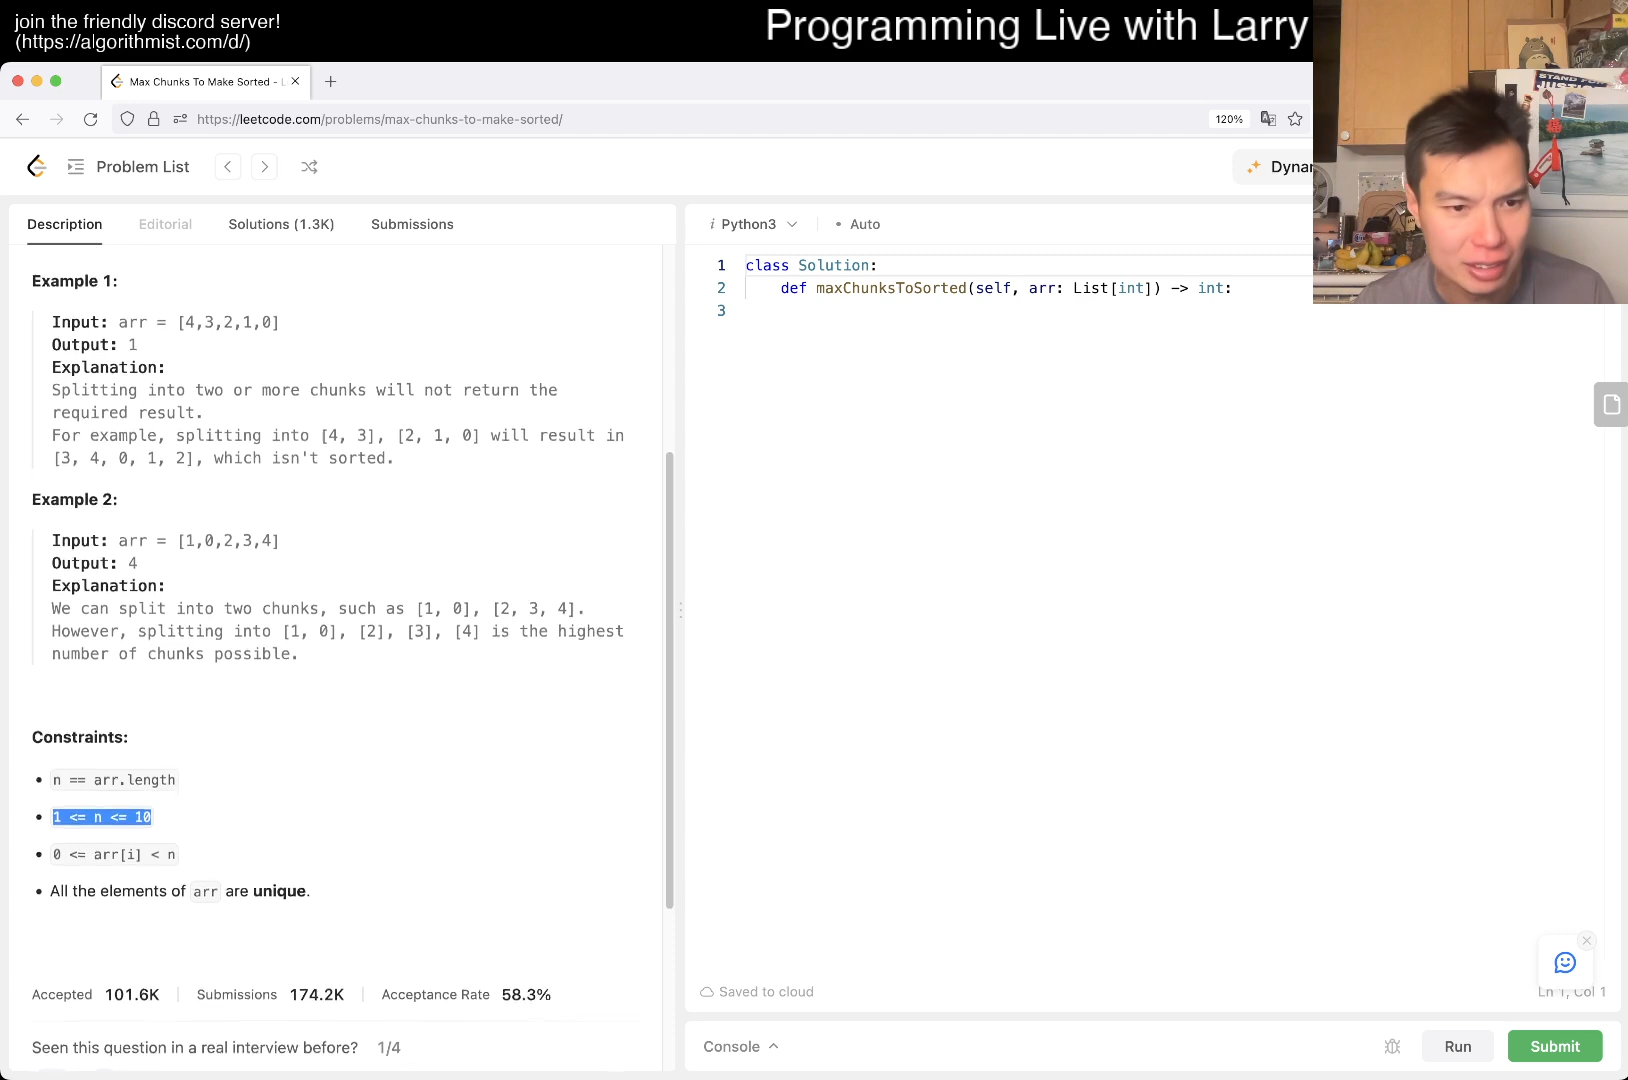 join the friendly discord server!
(https://algorithmist.com/d/)
Programming Live with Larry
Max Chunks To Make Sorted -
https://leetcode.com/problems/max-chunks-to-make-sorted/
120%
Problem List
Description
Editorial
Solutions (1.3K)
Submissions
Python3
Auto
Example 1:
Input: arr = [4,3,2,1,0]
Output: 1
Explanation:
Splitting into two or more chunks will not return the
required result.
For example, splitting into [4, 3], [2, 1, 0] will result in
[3, 4, 0, 1, 2], which isn't sorted.
Example 2:
Input: arr = [1,0,2,3,4]
Output: 4
Explanation:
We can split into two chunks, such as [1, 0], [2, 3, 4].
However, splitting into [1, 0], [2], [3], [4] is the highest
number of chunks possible.
Constraints:
• n == arr.length
• 1 <= n <= 10
• 0 <= arr[i] < n
• All the elements of arr are unique.
Accepted 101.6K
Submissions 174.2K
Acceptance Rate 58.3%
Seen this question in a real interview before? 1/4
1 class Solution:
2 def maxChunksToSorted(self, arr: List[int]) -> int:
3
Saved to cloud
Ln 1, Col 1
Console
Run
Submit